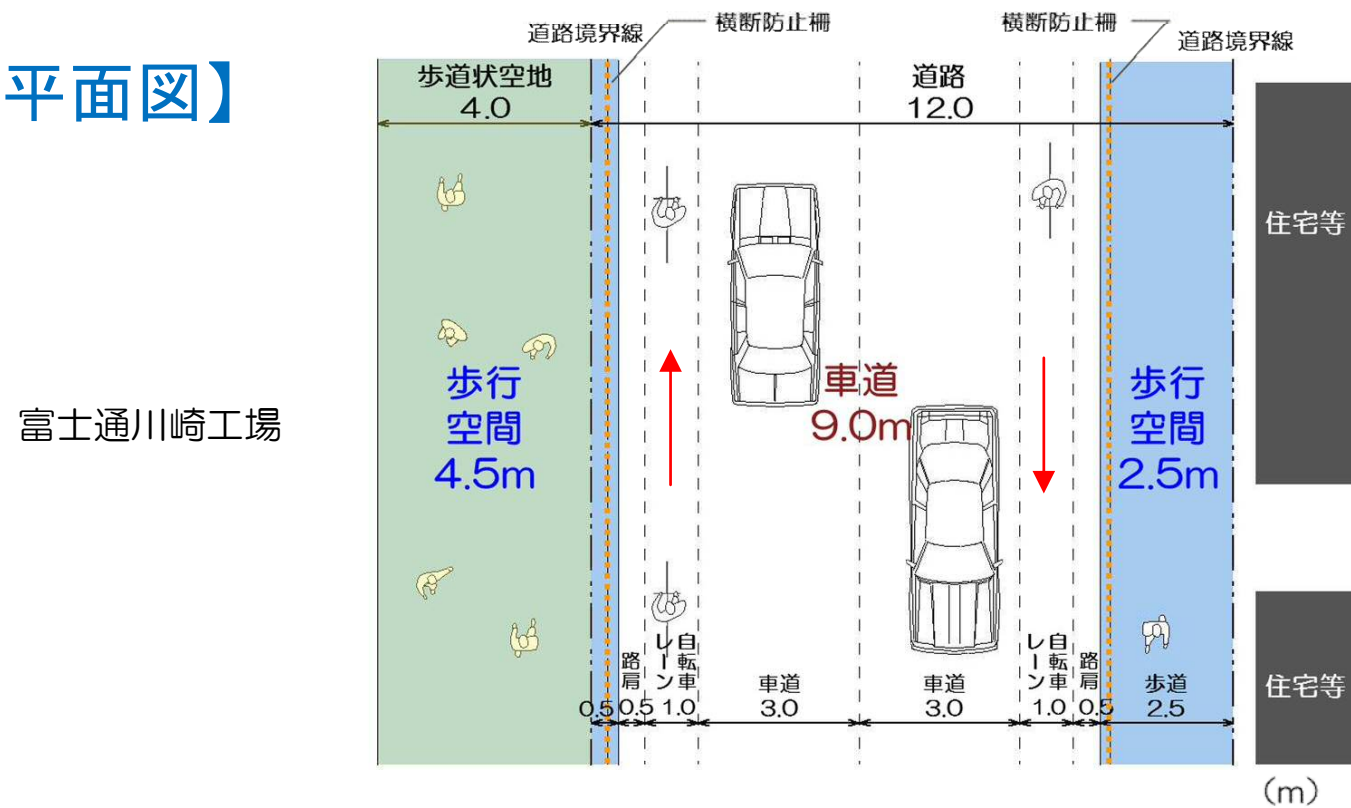 平面図】
道路境界線
横断防止柵
横断防止柵
道路境界線
歩道状空地
4.0
道路
12.0
住宅等
富士通川崎工場
歩行
空間
4.5m
車道
9.0m
歩行
空間
2.5m
0.5
路肩
0.5
自転車
レーン
1.0
車道
3.0
車道
3.0
自転車
レーン
1.0
路肩
0.5
歩道
2.5
住宅等
(m)